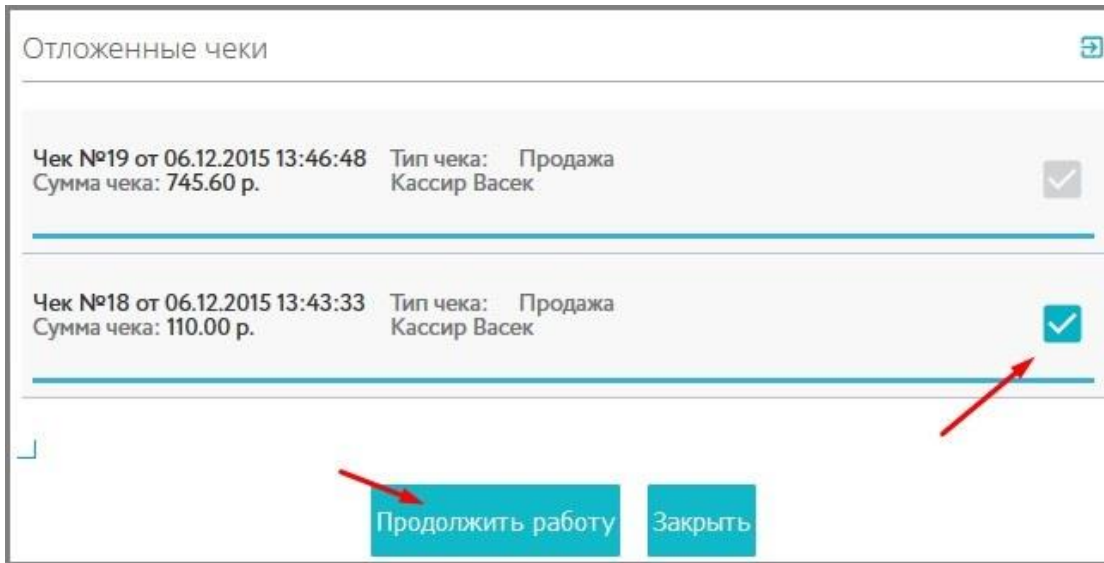 Отложенные чеки
Чек №19 от 06.12.2015 13:46:48 Тип чека: Продажа
Сумма чека: 745.60 р. Кассир Васек
Чек №18 от 06.12.2015 13:43:33 Тип чека: Продажа
Сумма чека: 110.00 р. Кассир Васек
Продолжить работу Закрыть